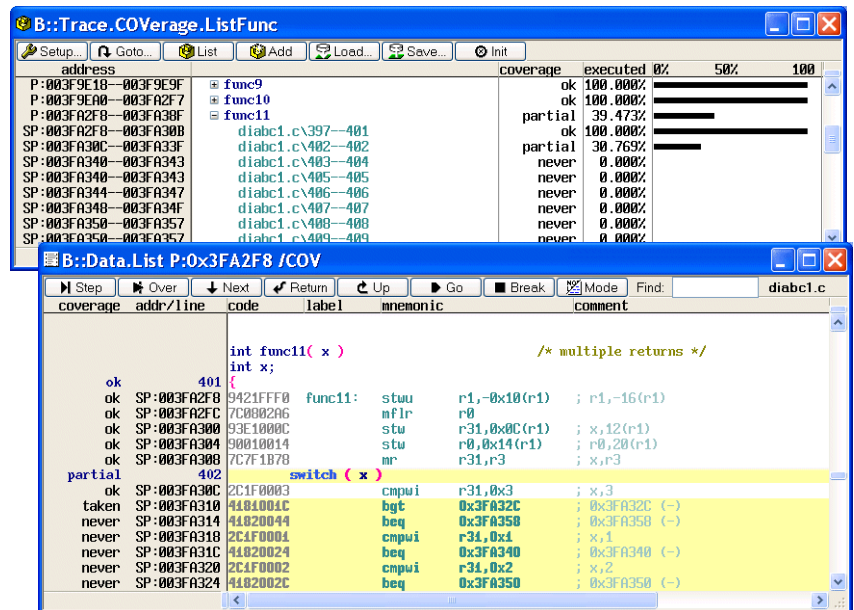 B::Trace.COVerage.ListFunc
Setup... Goto... List Add Load... Save... Init
address coverage executed 0% 50% 100
P:003F9E18--003F9E9F func9 ok 100.000%
P:003F9EA0--003FA2F7 func10 ok 100.000%
P:003FA2F8--003FA38F func11 partial 39.473%
SP:003FA2F8--003FA30B diabc1.c\397--401 ok 100.000%
SP:003FA30C--003FA33F diabc1.c\402--402 partial 30.769%
SP:003FA340--003FA343 diabc1.c\403--404 never 0.000%
SP:003FA340--003FA343 diabc1.c\405--405 never 0.000%
SP:003FA344--003FA347 diabc1.c\406--406 never 0.000%
SP:003FA348--003FA34F diabc1.c\407--407 never 0.000%
SP:003FA350--003FA357 diabc1.c\408--408 never 0.000%
SP:003FA350--003FA357 diabc1.c\409--409 never 0.000%
B::Data.List P:0x3FA2F8 /COV
Step Over Next Return Up Go Break Mode Find: diabc1.c
coverage addr/line code label mnemonic comment
int func11( x ) /* multiple returns */
int x;
ok 401 {
ok SP:003FA2F8 9421FFF0 func11: stwu r1,-0x10(r1) ; r1,-16(r1)
ok SP:003FA2FC 7C0802A6 mflr r0
ok SP:003FA300 93E1000C stw r31,0x0C(r1) ; x,12(r1)
ok SP:003FA304 90010014 stw r0,0x14(r1) ; r0,20(r1)
ok SP:003FA308 7C7F1B78 mr r31,r3 ; x,r3
partial 402 switch ( x )
ok SP:003FA30C 2C1F0003 cmpwi r31,0x3 ; x,3
taken SP:003FA310 4181001C bgt 0x3FA32C ; 0x3FA32C (-)
never SP:003FA314 41820044 beq 0x3FA358 ; 0x3FA358 (-)
never SP:003FA318 2C1F0001 cmpwi r31,0x1 ; x,1
never SP:003FA31C 41820024 beq 0x3FA340 ; 0x3FA340 (-)
never SP:003FA320 2C1F0002 cmpwi r31,0x2 ; x,2
never SP:003FA324 4182002C beq 0x3FA350 ; 0x3FA350 (-)